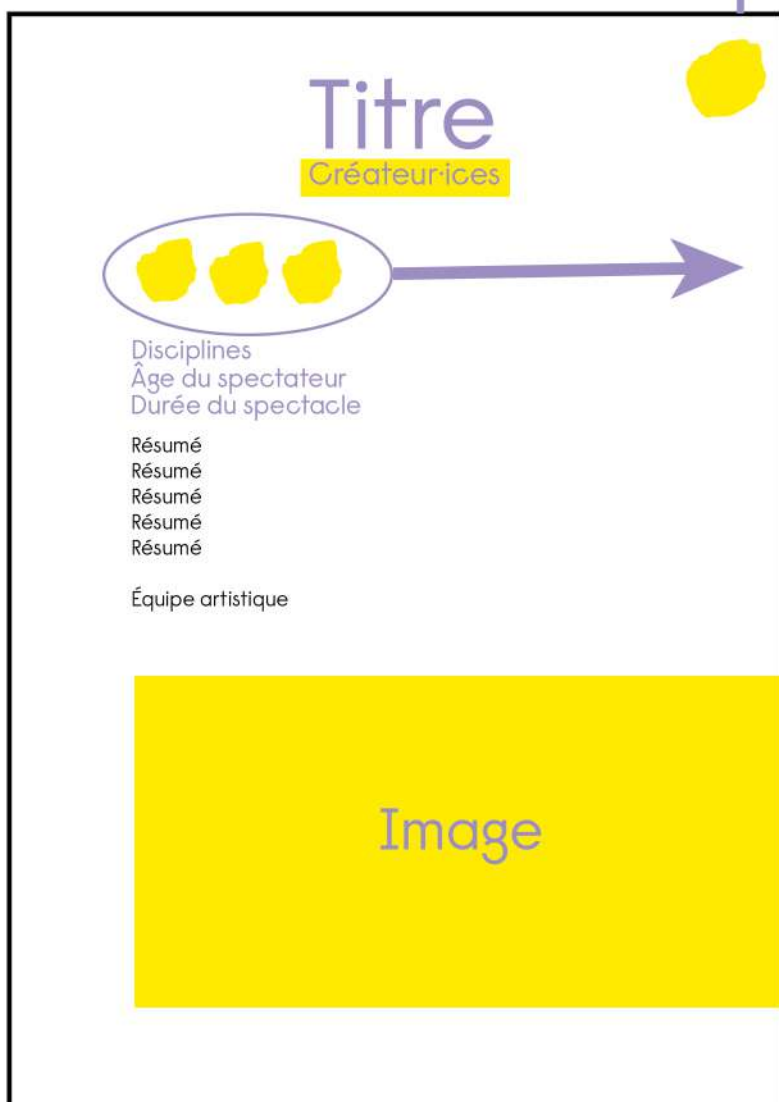 Titre
Créateur·ices
Disciplines
Âge du spectateur
Durée du spectacle
Résumé
Résumé
Résumé
Résumé
Résumé
Équipe artistique
Image